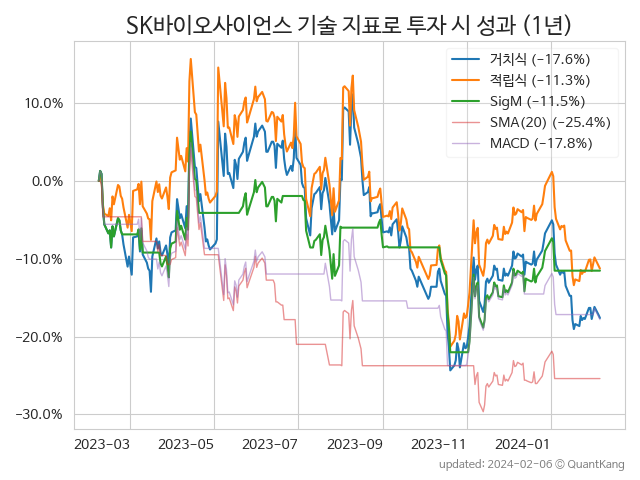 SK바이오사이언스 기술 지표로 투자 시 성과 (1년)
거치식 (−17.6%)
적립식 (−11.3%)
SigM (−11.5%)
SMA(20) (−25.4%)
MACD (−17.8%)
10.0%
0.0%
−10.0%
−20.0%
−30.0%
2023-03 2023-05 2023-07 2023-09 2023-11 2024-01
updated: 2024-02-06 © QuantKang